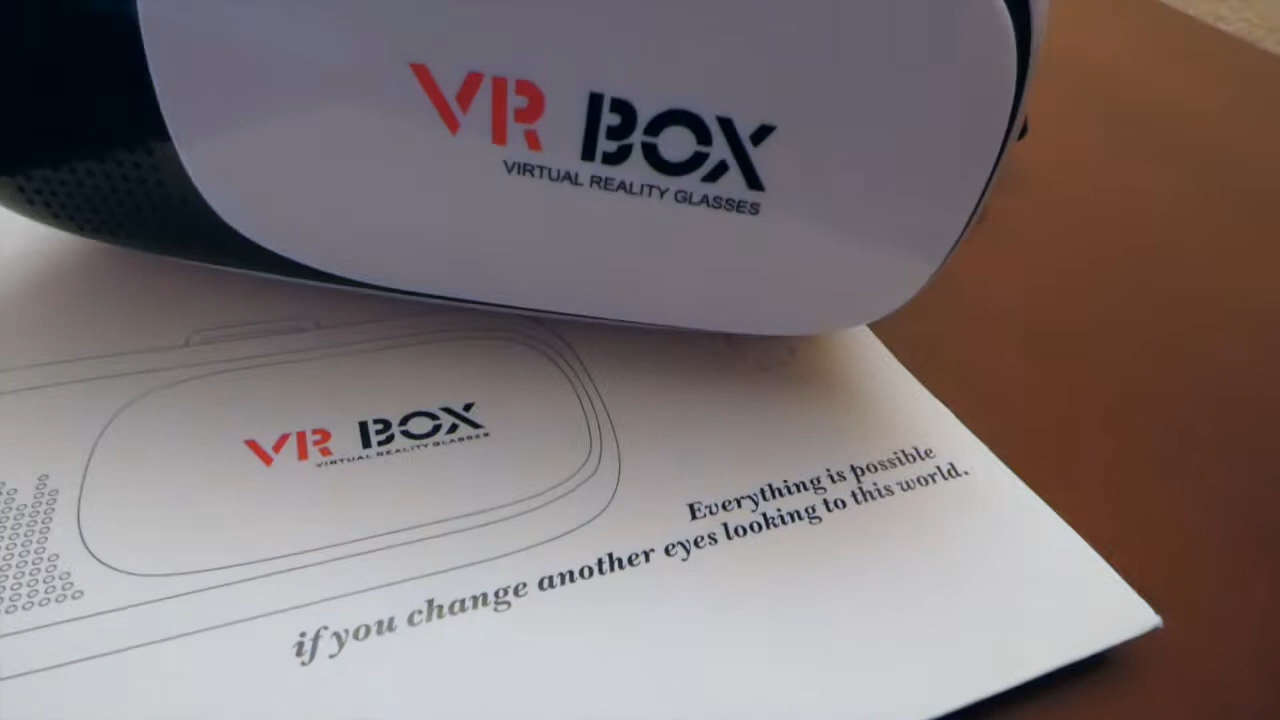 VR BOX
VIRTUAL REALITY GLASSES
VR BOX
VIRTUAL REALITY GLASSES
Everything is possible
if you change another eyes looking to this world.